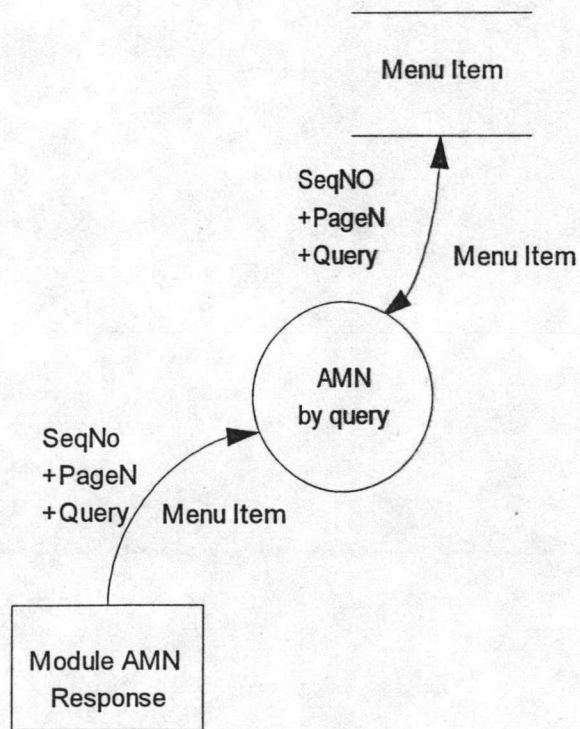 Menu Item
SeqNO
+PageN
+Query
Menu Item
AMN
by query
SeqNo
+PageN
+Query
Menu Item
Module AMN
Response